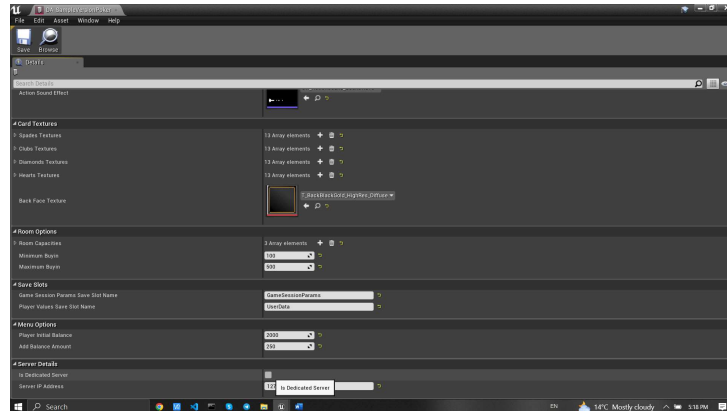 DA_GameplayersionPoker
File Edit Asset Window Help
Save Browse
Details
Search Details
Action Sound Effect
Card Textures
Spades Textures 13 Array elements
Clubs Textures 13 Array elements
Diamonds Textures 13 Array elements
Hearts Textures 13 Array elements
Back Face Texture T_BackBlackGold_HighRes_Diffuse
Room Options
Room Capacities 3 Array elements
Minimum Buyin 100
Maximum Buyin 500
Save Slots
Game Session Params Save Slot Name GameSessionParams
Player Values Save Slot Name UserData
Menu Options
Player Initial Balance 2000
Add Balance Amount 250
Server Details
Is Dedicated Server
Server IP Address 127
Is Dedicated Server
Search EN 14°C Mostly cloudy 5:18 PM